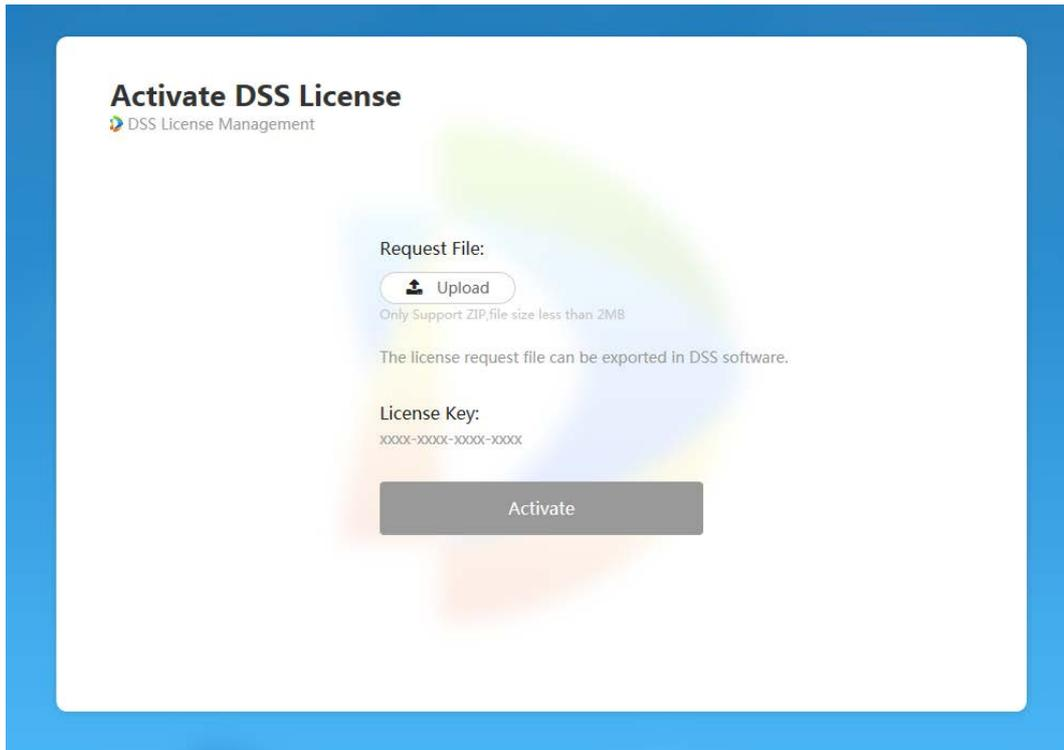 Activate DSS License
DSS License Management
Request File:
Upload
Only Support ZIP,file size less than 2MB
The license request file can be exported in DSS software.
License Key:
xxxx-xxxx-xxxx-xxxx
Activate